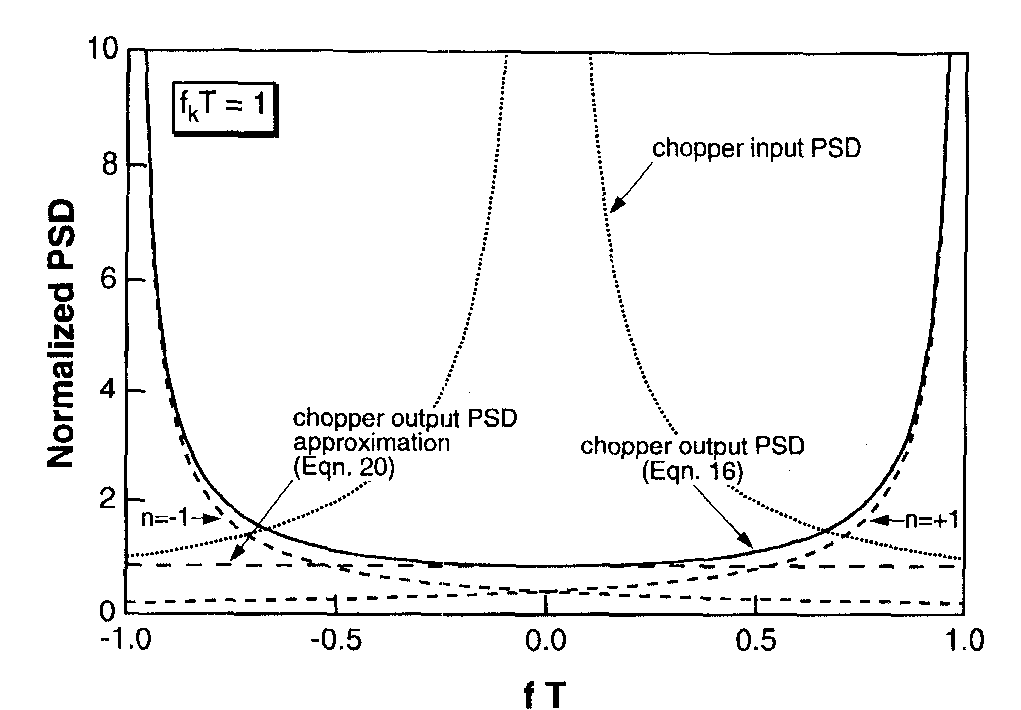 10
f_kT = 1
chopper input PSD
8
Normalized PSD
6
4
chopper output PSD
approximation
(Eqn. 20)
chopper output PSD
(Eqn. 16)
2
n=-1
n=+1
0
-1.0
-0.5
0.0
0.5
1.0
f T